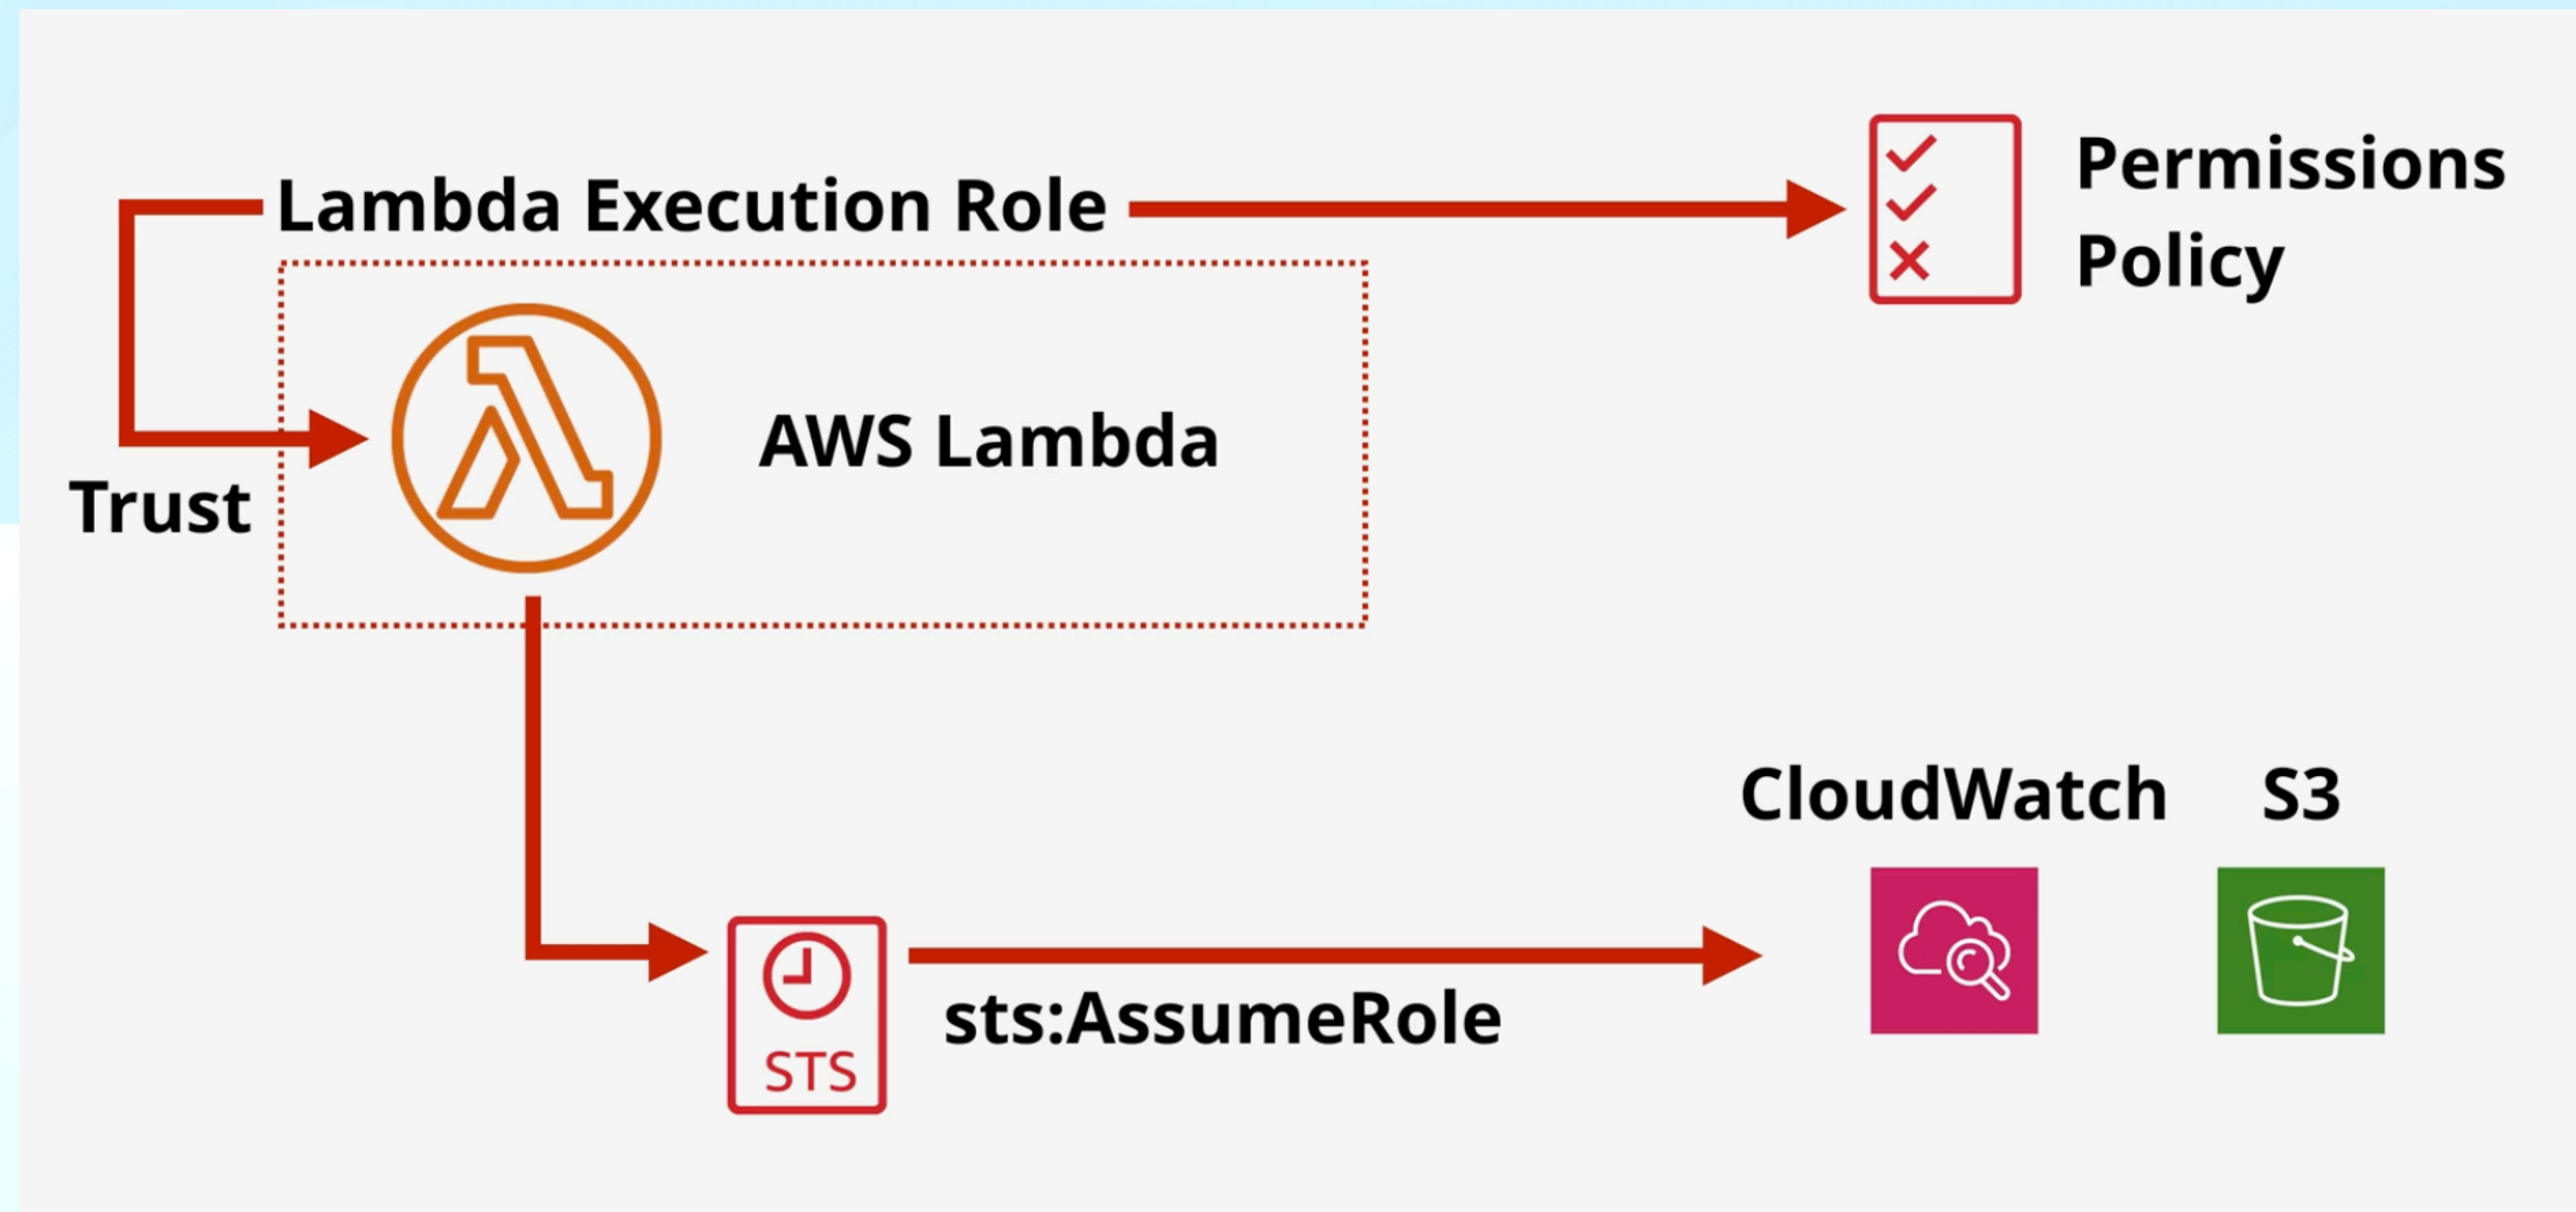 Lambda Execution Role
Permissions
Policy
AWS Lambda
Trust
CloudWatch
S3
STS
sts:AssumeRole